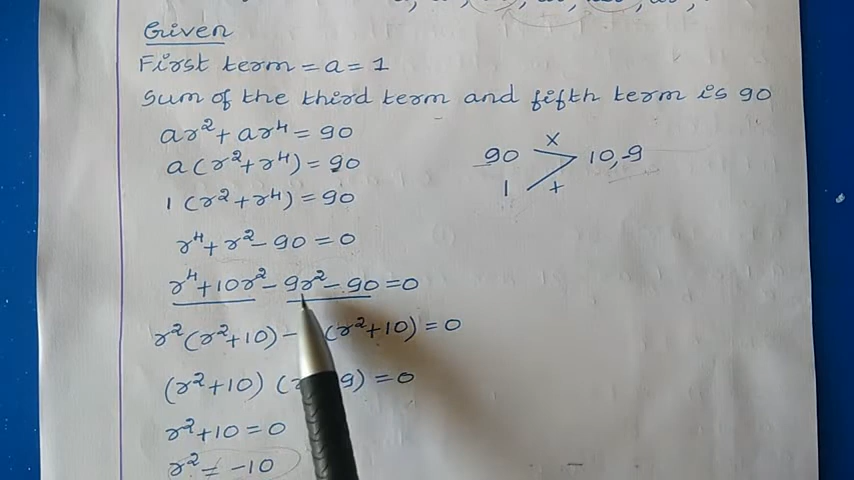 Given
First term = a = 1
Sum of the third term and fifth term is 90
ar² + ar⁴ = 90
a(r² + r⁴) = 90
1(r² + r⁴) = 90
r⁴ + r² - 90 = 0
r⁴ + 10r² - 9r² - 90 = 0
r²(r² + 10) - (r² + 10) = 0
(r² + 10) ( 9) = 0
r² + 10 = 0
r² = -10
90 × 10, -9
1 +